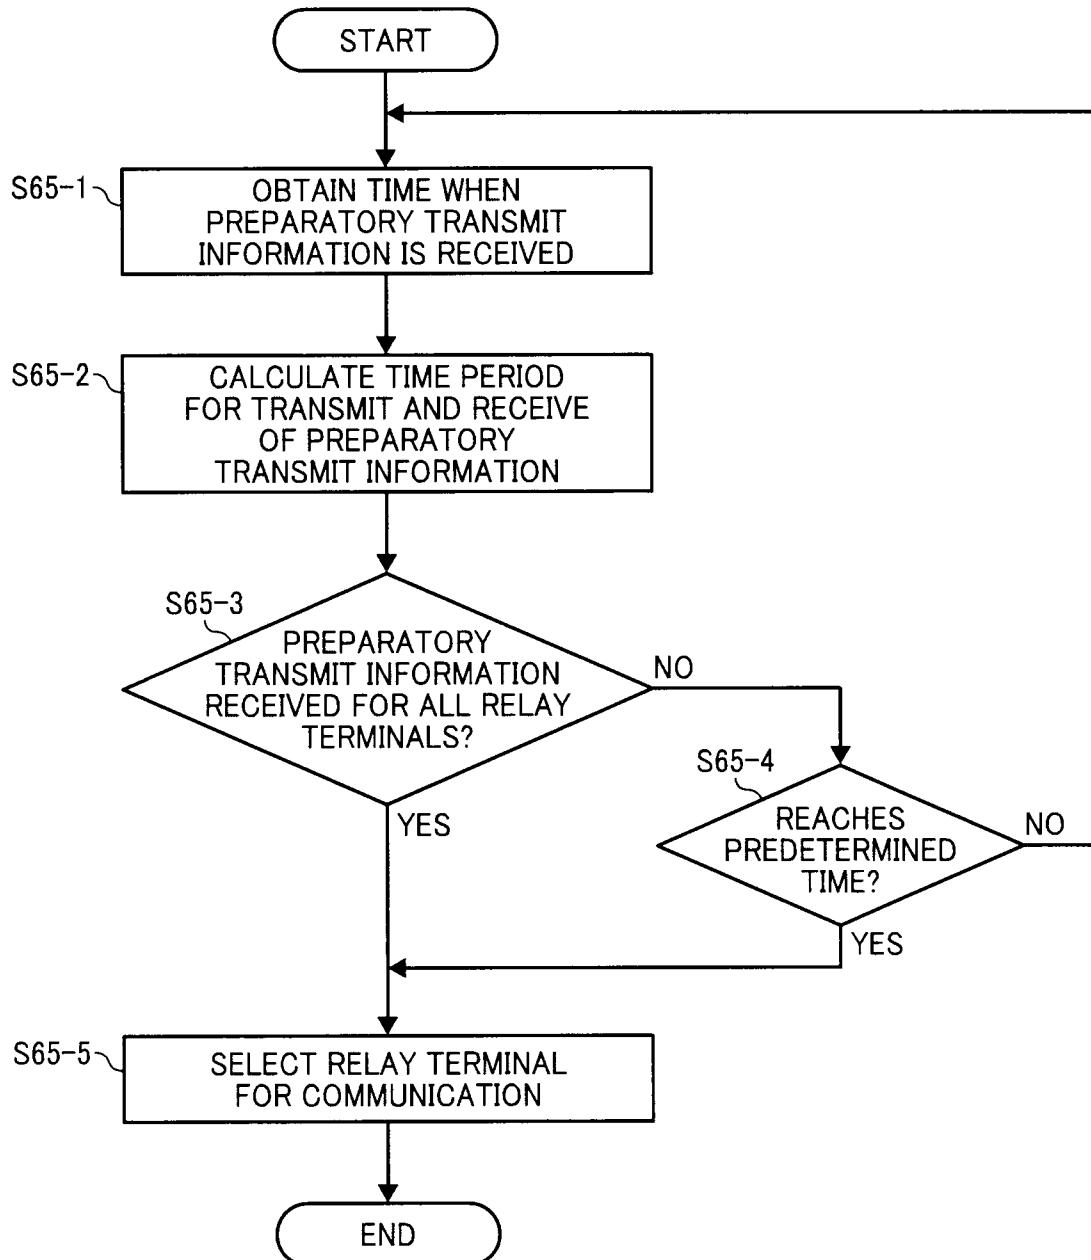 START
S65-1
OBTAIN TIME WHEN
PREPARATORY TRANSMIT
INFORMATION IS RECEIVED
S65-2
CALCULATE TIME PERIOD
FOR TRANSMIT AND RECEIVE
OF PREPARATORY
TRANSMIT INFORMATION
S65-3
PREPARATORY
TRANSMIT INFORMATION
RECEIVED FOR ALL RELAY
TERMINALS?
NO
YES
S65-4
REACHES
PREDETERMINED
TIME?
NO
YES
S65-5
SELECT RELAY TERMINAL
FOR COMMUNICATION
END